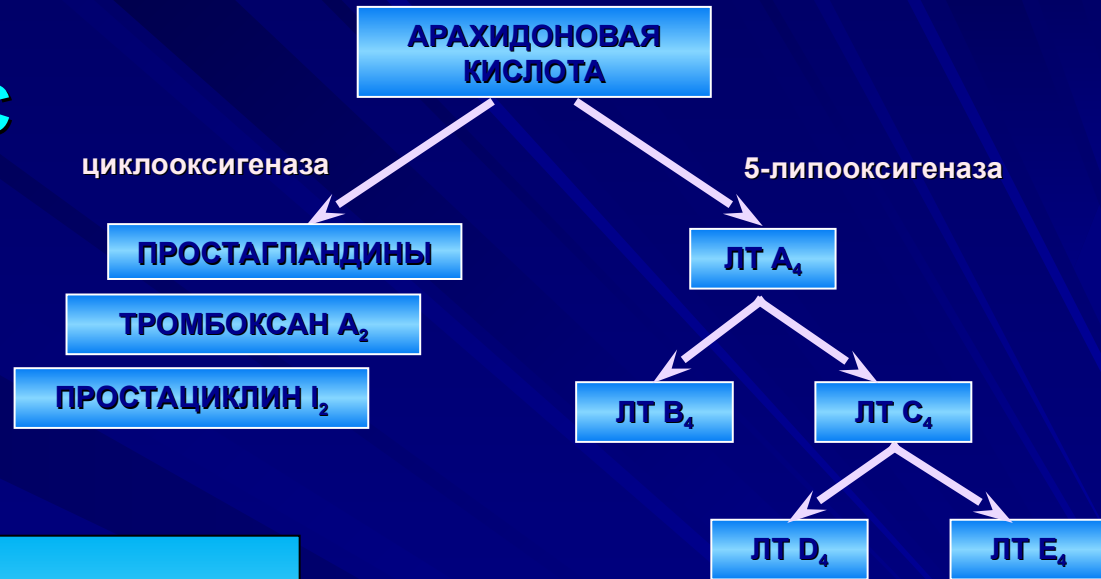 АРАХИДОНОВАЯ
КИСЛОТА
С
циклооксигеназа
5-липооксигеназа
ПРОСТАГЛАНДИНЫ
ЛТ A₄
ТРОМБОКСАН A₂
ПРОСТАЦИКЛИН I₂
ЛТ B₄
ЛТ C₄
ЛТ D₄
ЛТ E₄